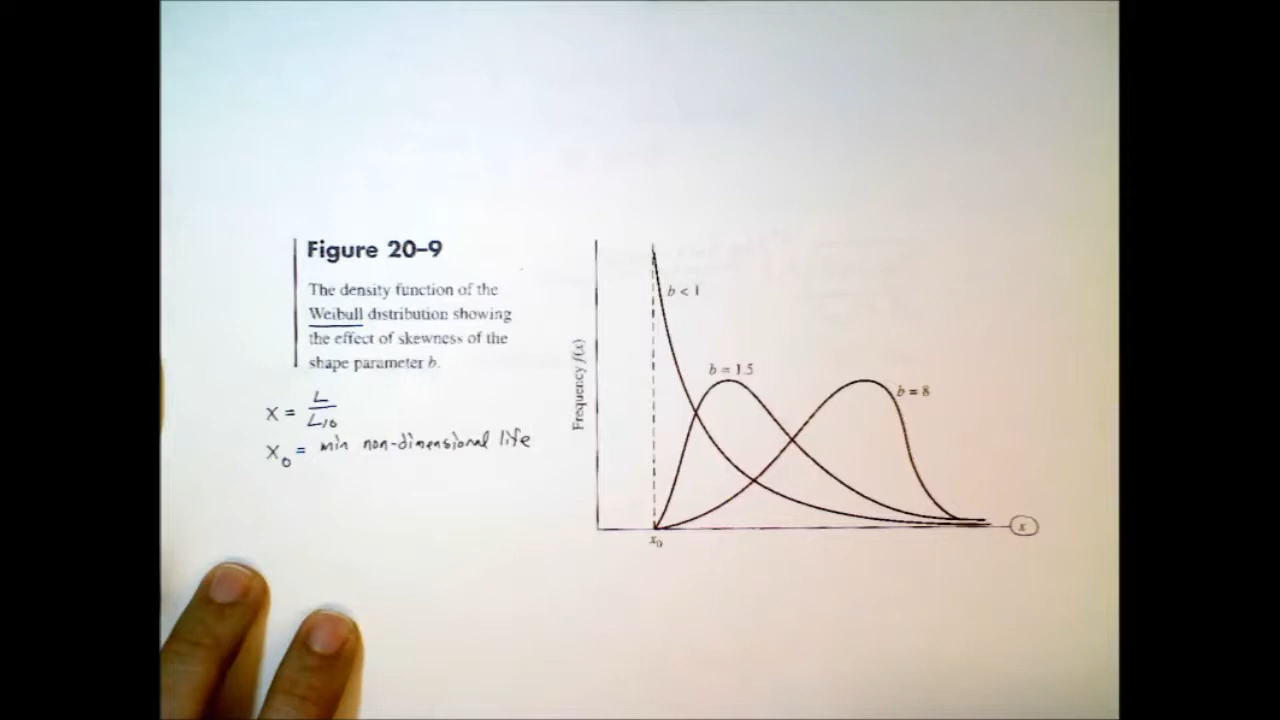 Figure 20–9
The density function of the
Weibull distribution showing
the effect of skewness of the
shape parameter b.
x = L/L10
x0 = min non-dimensional life
Frequency f(x)
b < 1
b = 1.5
b = 8
x0
x